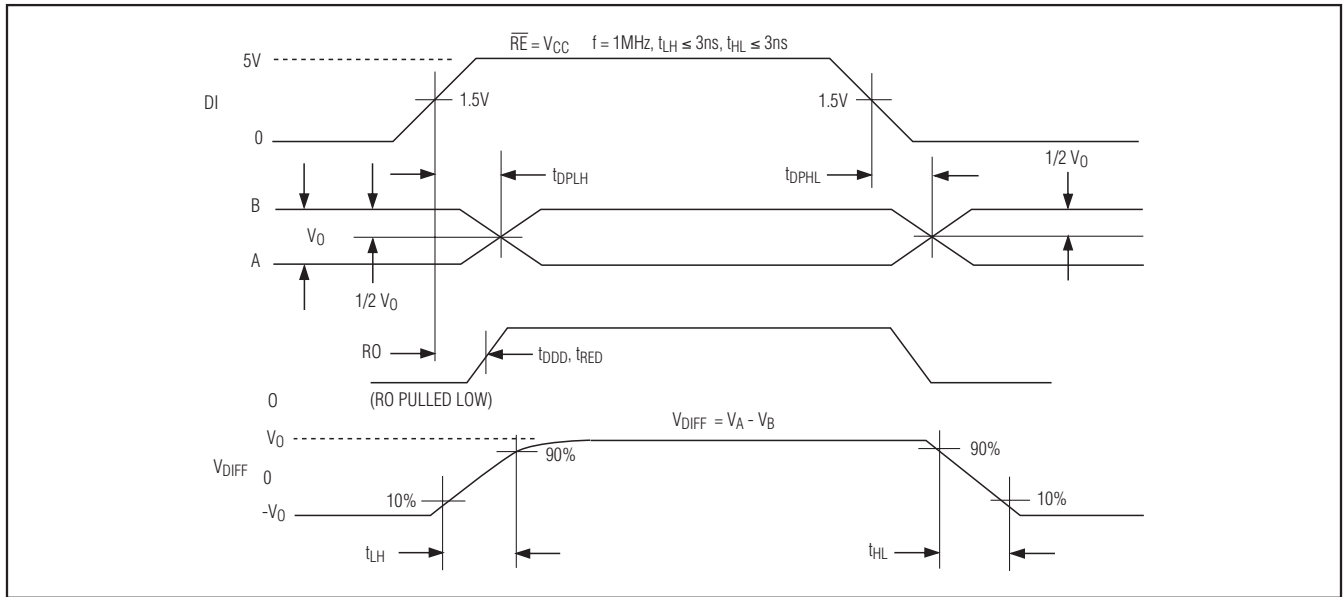 RE = VCC f = 1MHz, tLH ≤ 3ns, tHL ≤ 3ns
5V
DI
1.5V
1.5V
0
1/2 VO
tDPLH
tDPHL
B
VO
A
1/2 VO
RO
tDDD, tRED
0
(RO PULLED LOW)
VDIFF = VA - VB
VO
90%
90%
VDIFF
0
10%
10%
-VO
tLH
tHL